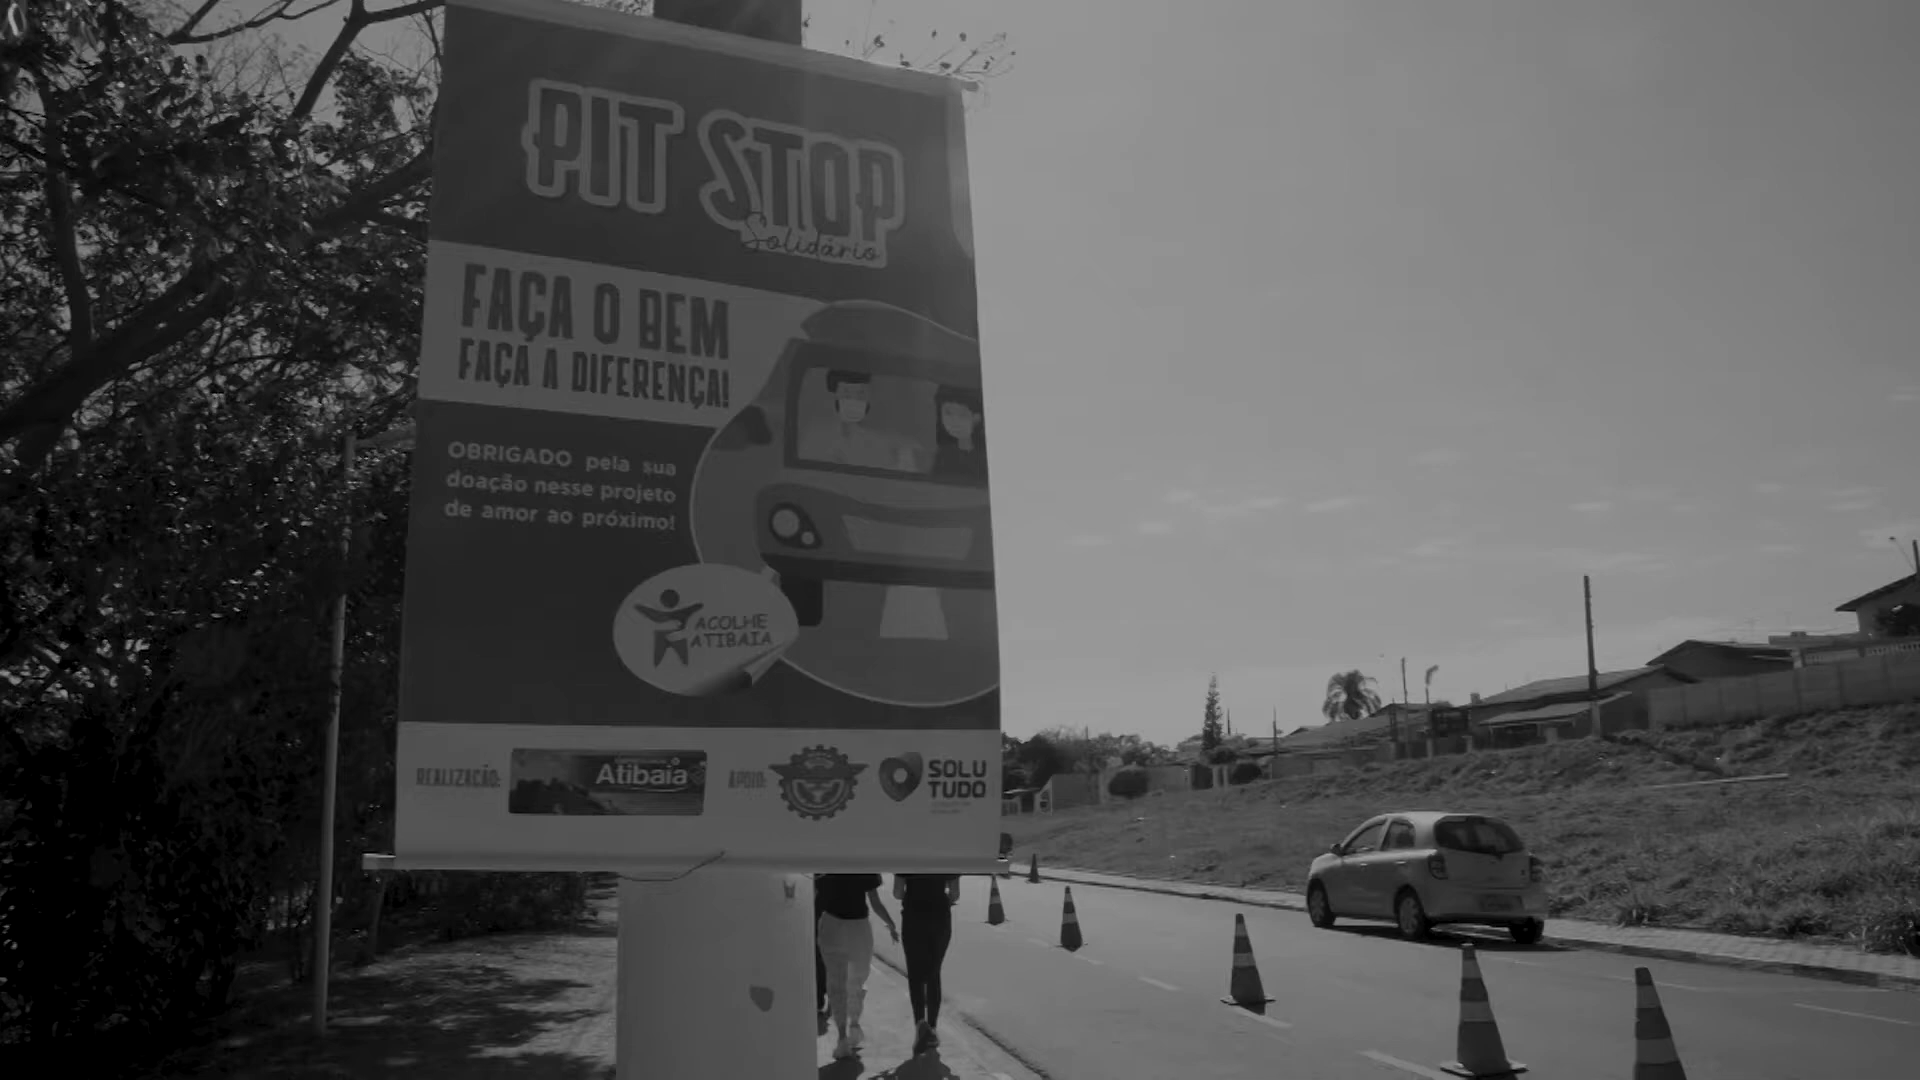 PIT STOP
Solidário
FAÇA O BEM
FAÇA A DIFERENÇA!
OBRIGADO pela sua
doação nesse projeto
de amor ao próximo!
ACOLHE
ATIBAIA
REALIZAÇÃO:
Atibaia
APOIO:
SOLU
TUDO